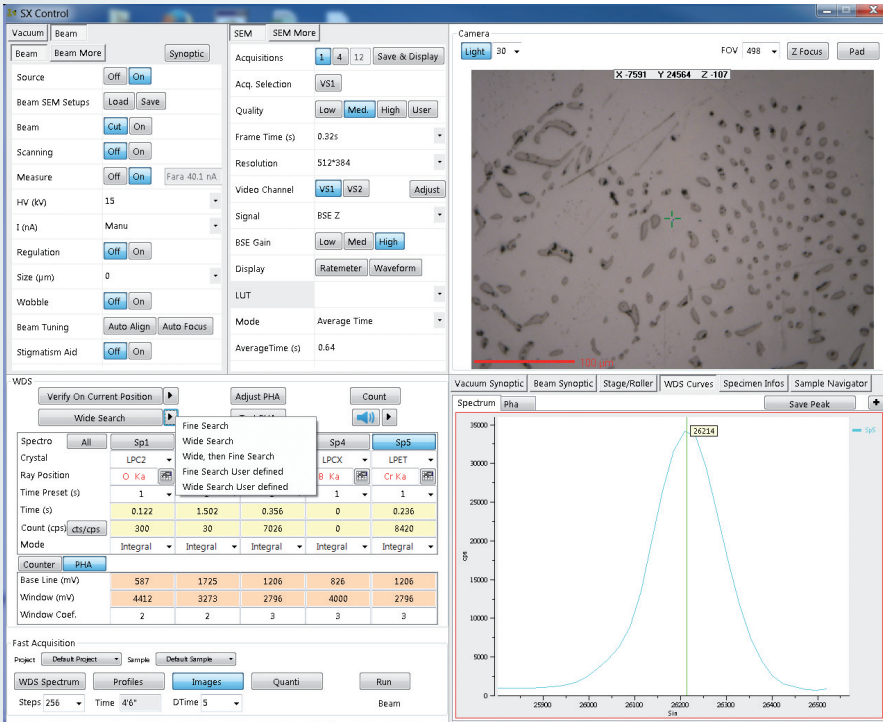 SX Control
Vacuum Beam
Beam Beam More Synoptic
Source Off On
Beam SEM Setups Load Save
Beam Cut On
Scanning Off On
Measure Off On Fara 40.1 nA
HV (kV) 15
I (nA) Manu
Regulation Off On
Size (µm) 0
Wobble Off On
Beam Tuning Auto Align Auto Focus
Stigmatism Aid Off On
SEM SEM More
Acquisitions 1 4 12 Save & Display
Acq. Selection VS1
Quality Low Med. High User
Frame Time (s) 0.32s
Resolution 512*384
Video Channel VS1 VS2 Adjust
Signal BSE Z
BSE Gain Low Med High
Display Ratemeter Waveform
LUT
Mode Average Time
AverageTime (s) 0.64
Camera
Light 30 FOV 498 Z Focus Pad
X -7591 Y 24564 Z -107
100 µm
WDS
Verify On Current Position Adjust PHA Count
Wide Search
Fine Search
Wide Search
Wide, then Fine Search
Fine Search User defined
Wide Search User defined
Spectro All Sp1 Sp4 Sp5
Crystal LPC2 LPCX LPET
Ray Position O Ka B Ka Cr Ka
Time Preset (s) 1 1 1 1 1
Time (s) 0.122 1.502 0.356 0 0.236
Count (cps) cts/cps 300 30 7026 0 8420
Mode Integral Integral Integral Integral Integral
Counter PHA
Base Line (mV) 587 1725 1206 826 1206
Window (mV) 4412 3273 2796 4000 2796
Window Coef. 2 2 3 3 3
Fast Acquisition
Project Default Project Sample Default Sample
WDS Spectrum Profiles Images Quanti Run
Steps 256 Time 4'6" DTime 5 Beam
Vacuum Synoptic Beam Synoptic Stage/Roller WDS Curves Specimen Infos Sample Navigator
Spectrum Pha Save Peak +
35000
30000
25000
20000
15000
10000
5000
0
cps
26214
Sp5
25900 26000 26100 26200 26300 26400 26500
Sin